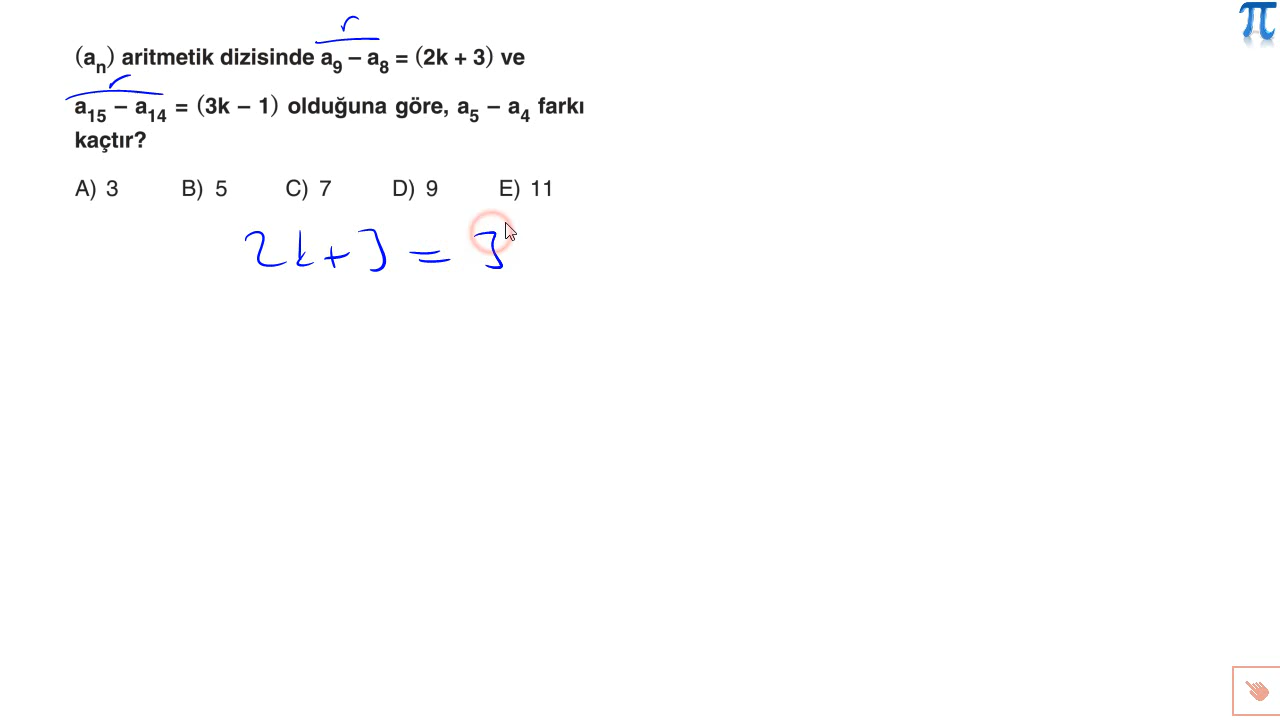 r
(an) aritmetik dizisinde a9 – a8 = (2k + 3) ve
r
a15 – a14 = (3k – 1) olduğuna göre, a5 – a4 farkı
kaçtır?
A) 3 B) 5 C) 7 D) 9 E) 11
2k+3 = 3